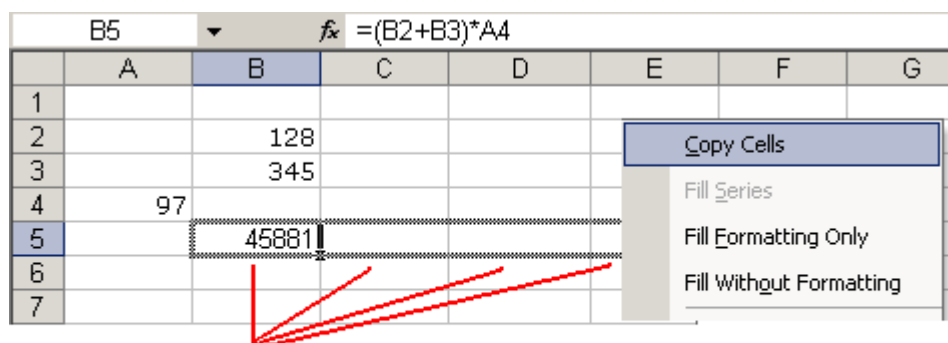 B5 fx =(B2+B3)*A4
A B C D E F G
1
2 128 Copy Cells
3 345
Fill Series
4 97
5 45881 Fill Formatting Only
6 Fill Without Formatting
7